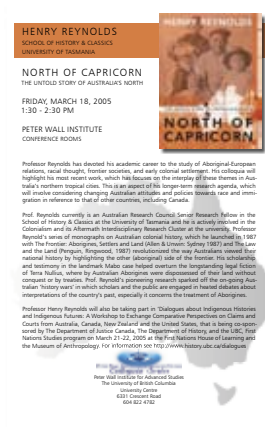 HENRY REYNOLDS
SCHOOL OF HISTORY & CLASSICS
UNIVERSITY OF TASMANIA
HENRY REYNOLDS
NORTH OF CAPRICORN
THE UNTOLD STORY OF AUSTRALIA'S NORTH
FRIDAY, MARCH 18, 2005
1:30 - 2:30 PM
PETER WALL INSTITUTE
CONFERENCE ROOMS
NORTH OF
CAPRICORN
Professor Reynolds has devoted his academic career to the study of Aboriginal-European
relations, racial thought, frontier societies, and early colonial settlement. His colloquia will
highlight his most recent work, which has focuses on the interplay of these themes in Aus-
tralia's northern tropical cities. This is an aspect of his longer-term research agenda, which
will involve considering changing Australian attitudes and policies towards race and immi-
gration in reference to that of other countries, including Canada.
Prof. Reynolds currently is an Australian Research Council Senior Research Fellow in the
School of History & Classics at the University of Tasmania and he is actively involved in the
Colonialism and its Aftermath Interdisciplinary Research Cluster at the university. Professor
Reynolds's series of monographs on Australian colonial history, which he launched in 1987
with The Frontier: Aborigines, Settlers and Land (Allen & Unwin: Sydney 1987) and The Law
and the Land (Penguin, Ringwood, 1987) revolutionized the way Australians viewed their
national history by highlighting the other (aboriginal) side of the frontier. His scholarship
and testimony in the landmark Mabo case helped overturn the longstanding legal fiction
of Terra Nullius, where by Australian Aborigines were dispossessed of their land without
conquest or by treaties. Prof. Reynold's pioneering research sparked off the on-going Aus-
tralian 'history wars' in which scholars and the public are engaged in heated debates about
interpretations of the country's past, especially it concerns the treatment of Aborigines.
Professor Henry Reynolds will also be taking part in 'Dialogues about Indigenous Histories
and Indigenous Futures: A Workshop to Exchange Comparative Perspectives on Claims and
Courts from Australia, Canada, New Zealand and the United States, that is being co-spon-
sored by the Department of Justice Canada, The Department of History, and the UBC, First
Nations Studies program on March 21-22, 2005 at the First Nations House of Learning and
the Museum of Anthropology. For information see http://www.history.ubc.ca/dialogues
Peter Wall Institute for Advanced Studies
The University of British Columbia
University Centre
6331 Crescent Road
604 822 4782